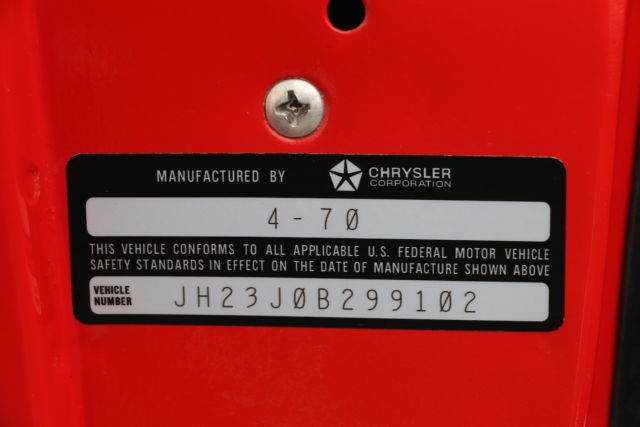 MANUFACTURED BY CHRYSLER CORPORATION
4-70
THIS VEHICLE CONFORMS TO ALL APPLICABLE U.S. FEDERAL MOTOR VEHICLE
SAFETY STANDARDS IN EFFECT ON THE DATE OF MANUFACTURE SHOWN ABOVE
VEHICLE NUMBER JH23J0B299102